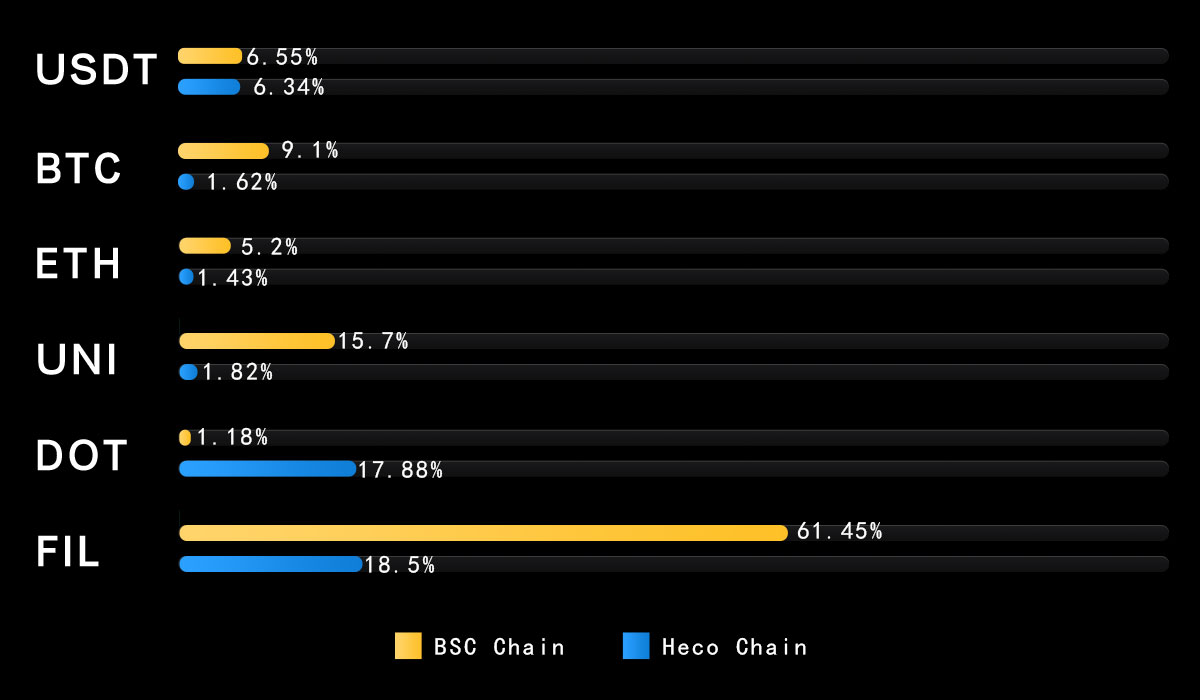 USDT
6.55%
6.34%
BTC
9.1%
1.62%
ETH
5.2%
1.43%
UNI
15.7%
1.82%
DOT
1.18%
17.88%
FIL
61.45%
18.5%
BSC Chain
Heco Chain